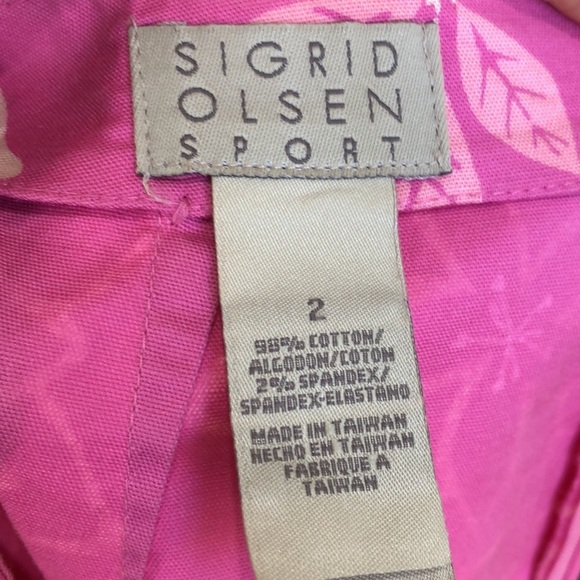 SIGRID
OLSEN
SPORT
2
98% COTTON/
ALGODON/COTON
2% SPANDEX/
SPANDEX-ELASTANO
MADE IN TAIWAN
HECHO EN TAIWAN
FABRIQUE A
TAIWAN